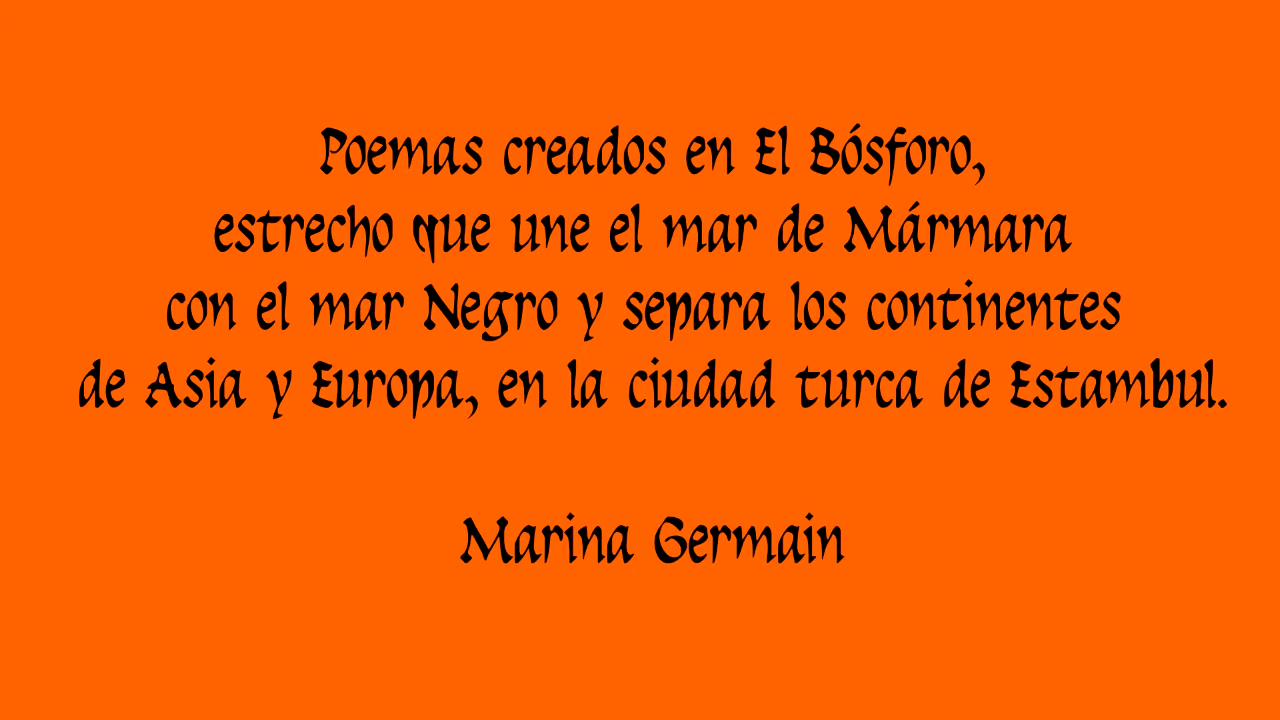 Poemas creados en El Bósforo,
estrecho que une el mar de Mármara
con el mar Negro y separa los continentes
de Asia y Europa, en la ciudad turca de Estambul.
Marina Germain